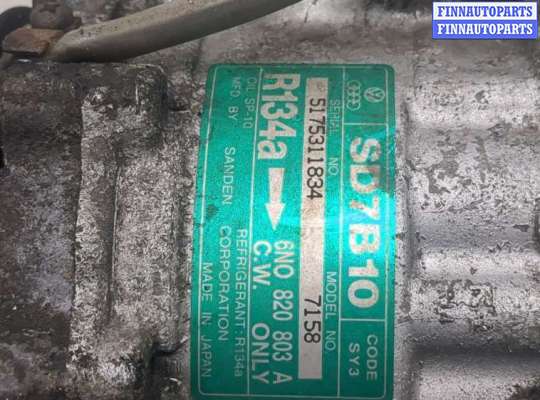 FINNAUTOPARTS
FINNAUTOPARTS
SD7B10
CODE
SY3
SERIAL NO.
MODEL NO.
5175311834
7158
R134a
6N0 820 803 A
C.W. ONLY
OIL SP-10
REFRIGERANT:R134a
MFD BY SANDEN CORPORATION
MADE IN JAPAN